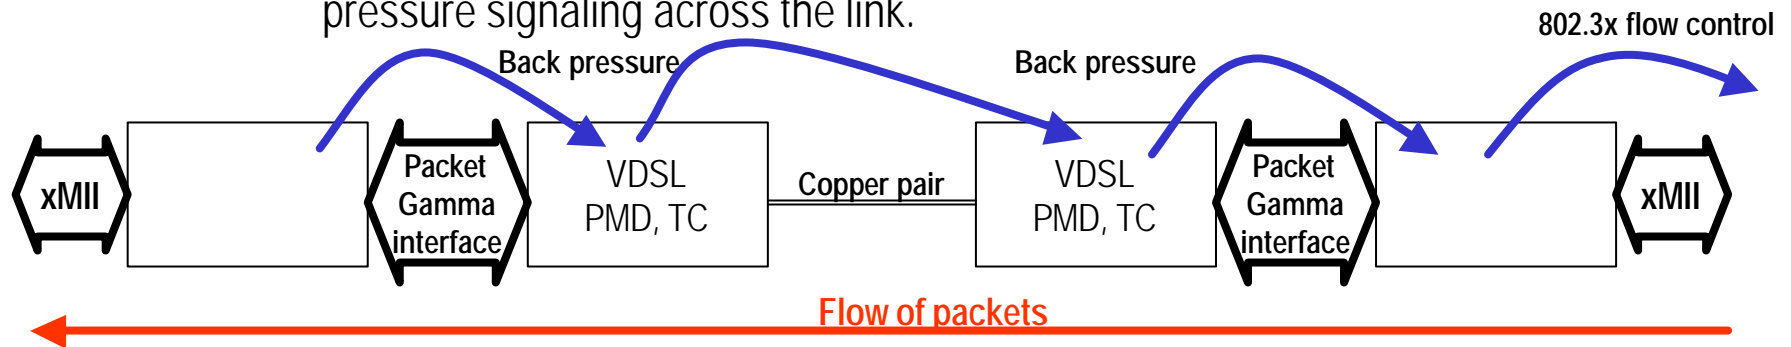 pressure signaling across the link.
802.3x flow control
Back pressure
Back pressure
xMII
Packet
Gamma
interface
VDSL
PMD, TC
Copper pair
VDSL
PMD, TC
Packet
Gamma
interface
xMII
Flow of packets